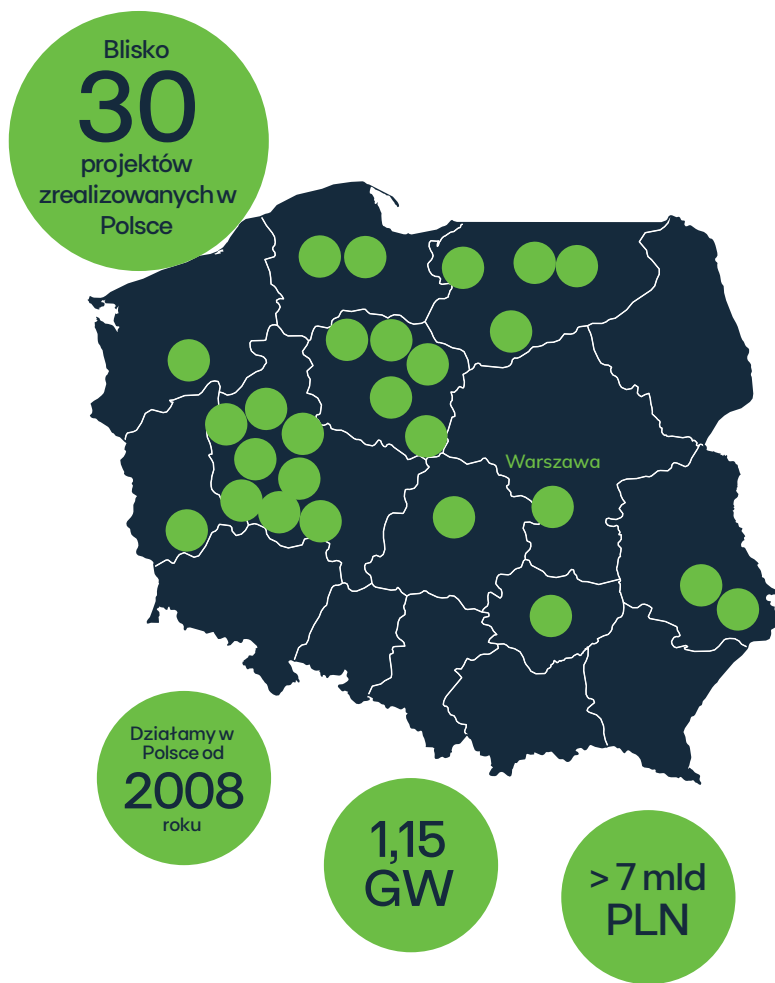 Blisko
30
projektów
zrealizowanych w
Polsce
Warszawa
Działamy w
Polsce od
2008
roku
1,15
GW
> 7 mld
PLN